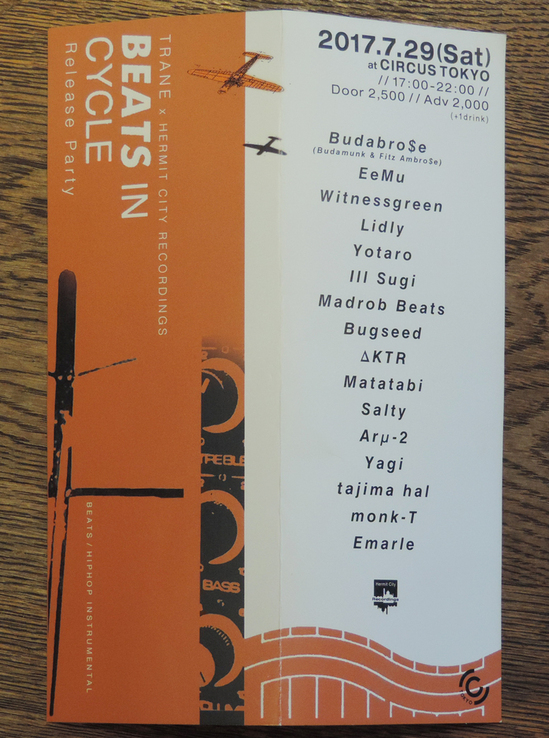 TRANE x HERMIT CITY RECORDINGS
BEATS IN
CYCLE
Release Party
BEATS / HIPHOP INSTRUMENTAL
TREBLE
BASS
2017.7.29(Sat)
at CIRCUS TOKYO
// 17:00-22:00 //
Door 2,500 // Adv 2,000
(+1drink)
Budabro$e
(Budamunk & Fitz Ambro$e)
EeMu
Witnessgreen
Lidly
Yotaro
Ill Sugi
Madrob Beats
Bugseed
ΔKTR
Matatabi
Salty
Arμ-2
Yagi
tajima hal
monk-T
Emarle
Hermit City
Recordings